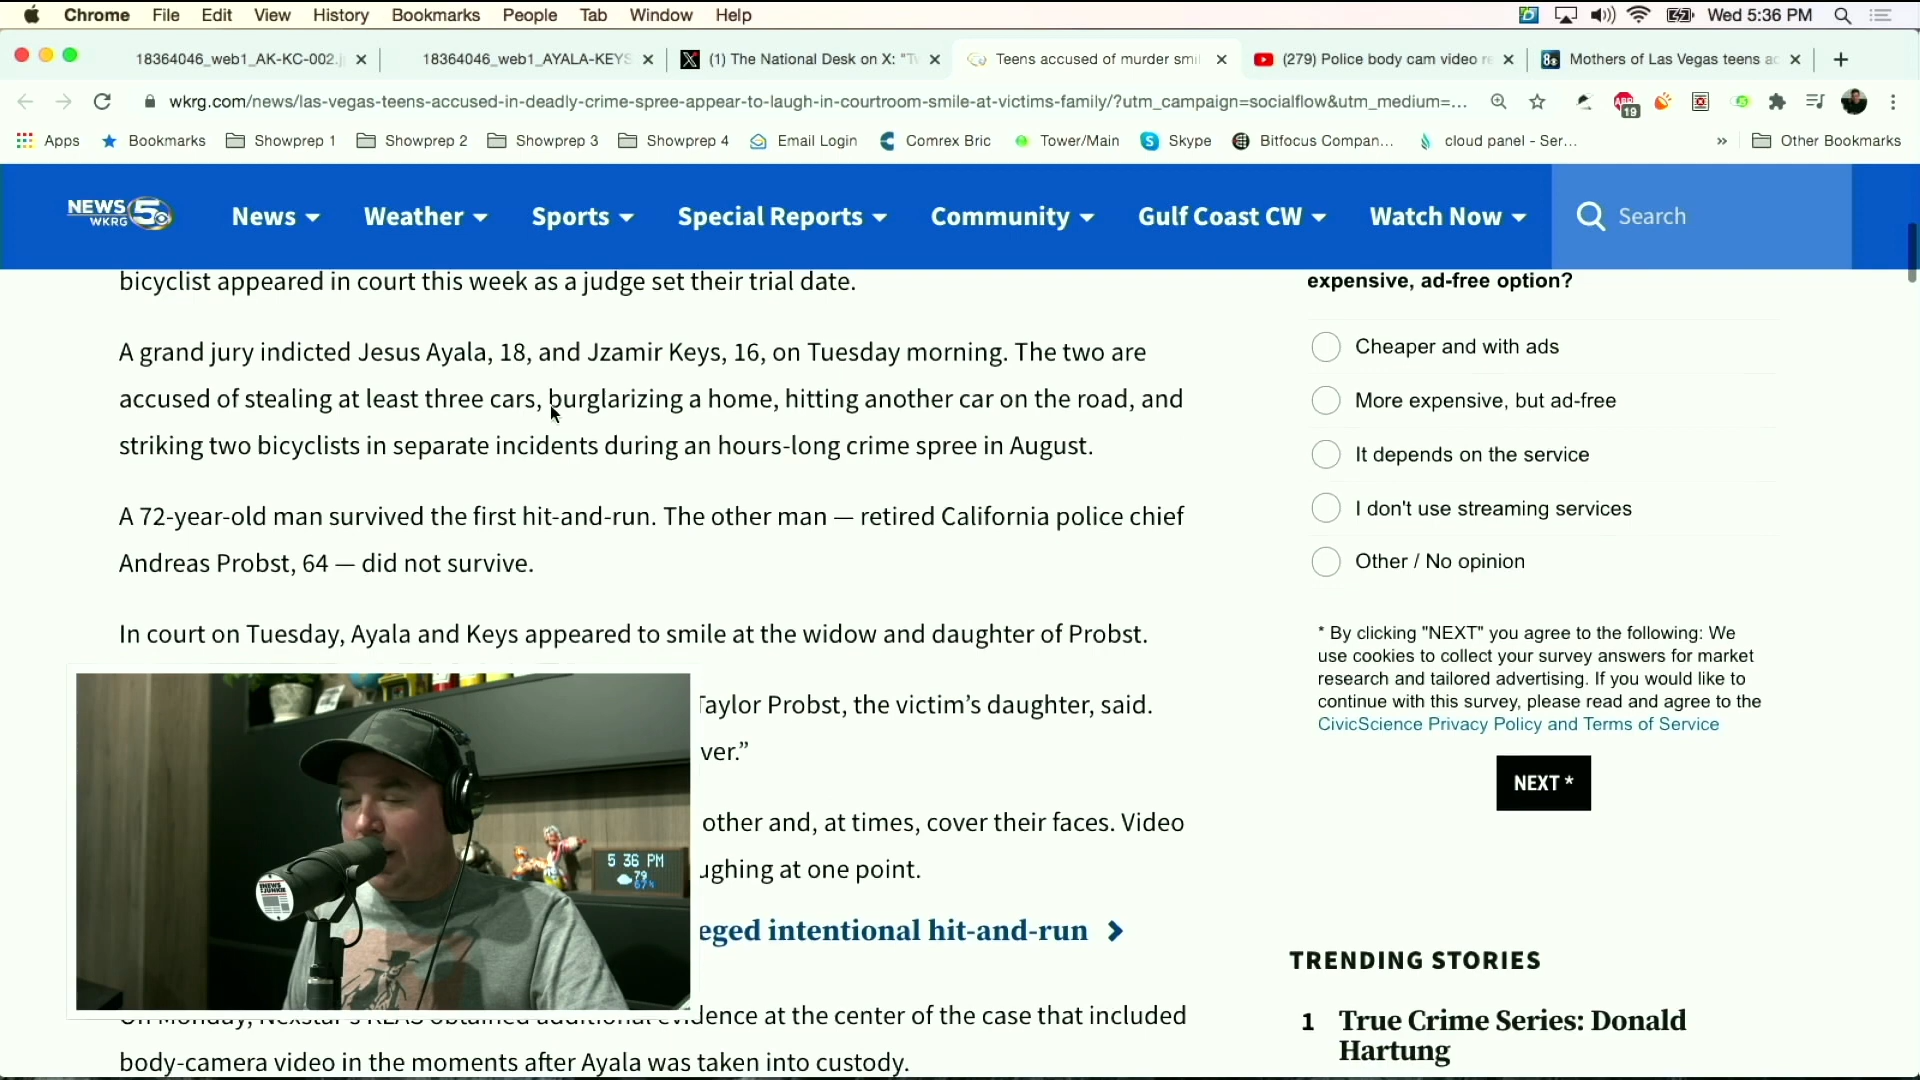 Chrome File Edit View History Bookmarks People Tab Window Help Wed 5:36 PM
18364046_web1_AK-KC-002.j 18364046_web1_AYALA-KEYS (1) The National Desk on X: "T Teens accused of murder smi (279) Police body cam video re Mothers of Las Vegas teens ac
wkrg.com/news/las-vegas-teens-accused-in-deadly-crime-spree-appear-to-laugh-in-courtroom-smile-at-victims-family/?utm_campaign=socialflow&utm_medium=... 19
Apps Bookmarks Showprep 1 Showprep 2 Showprep 3 Showprep 4 Email Login Comrex Bric Tower/Main Skype Bitfocus Compan... cloud panel - Ser... » Other Bookmarks
NEWS 5 WKRG News Weather Sports Special Reports Community Gulf Coast CW Watch Now Search
bicyclist appeared in court this week as a judge set their trial date.
A grand jury indicted Jesus Ayala, 18, and Jzamir Keys, 16, on Tuesday morning. The two are
accused of stealing at least three cars, burglarizing a home, hitting another car on the road, and
striking two bicyclists in separate incidents during an hours-long crime spree in August.
A 72-year-old man survived the first hit-and-run. The other man — retired California police chief
Andreas Probst, 64 — did not survive.
In court on Tuesday, Ayala and Keys appeared to smile at the widow and daughter of Probst.
Taylor Probst, the victim's daughter, said.
ver."
other and, at times, cover their faces. Video
ughing at one point.
eged intentional hit-and-run
On Monday, Nexstar's KLAS obtained additional evidence at the center of the case that included
body-camera video in the moments after Ayala was taken into custody.
5 36 PM
79
67%
NEWS JUNKIE
expensive, ad-free option?
Cheaper and with ads
More expensive, but ad-free
It depends on the service
I don't use streaming services
Other / No opinion
* By clicking "NEXT" you agree to the following: We
use cookies to collect your survey answers for market
research and tailored advertising. If you would like to
continue with this survey, please read and agree to the
CivicScience Privacy Policy and Terms of Service
NEXT *
TRENDING STORIES
1 True Crime Series: Donald
Hartung